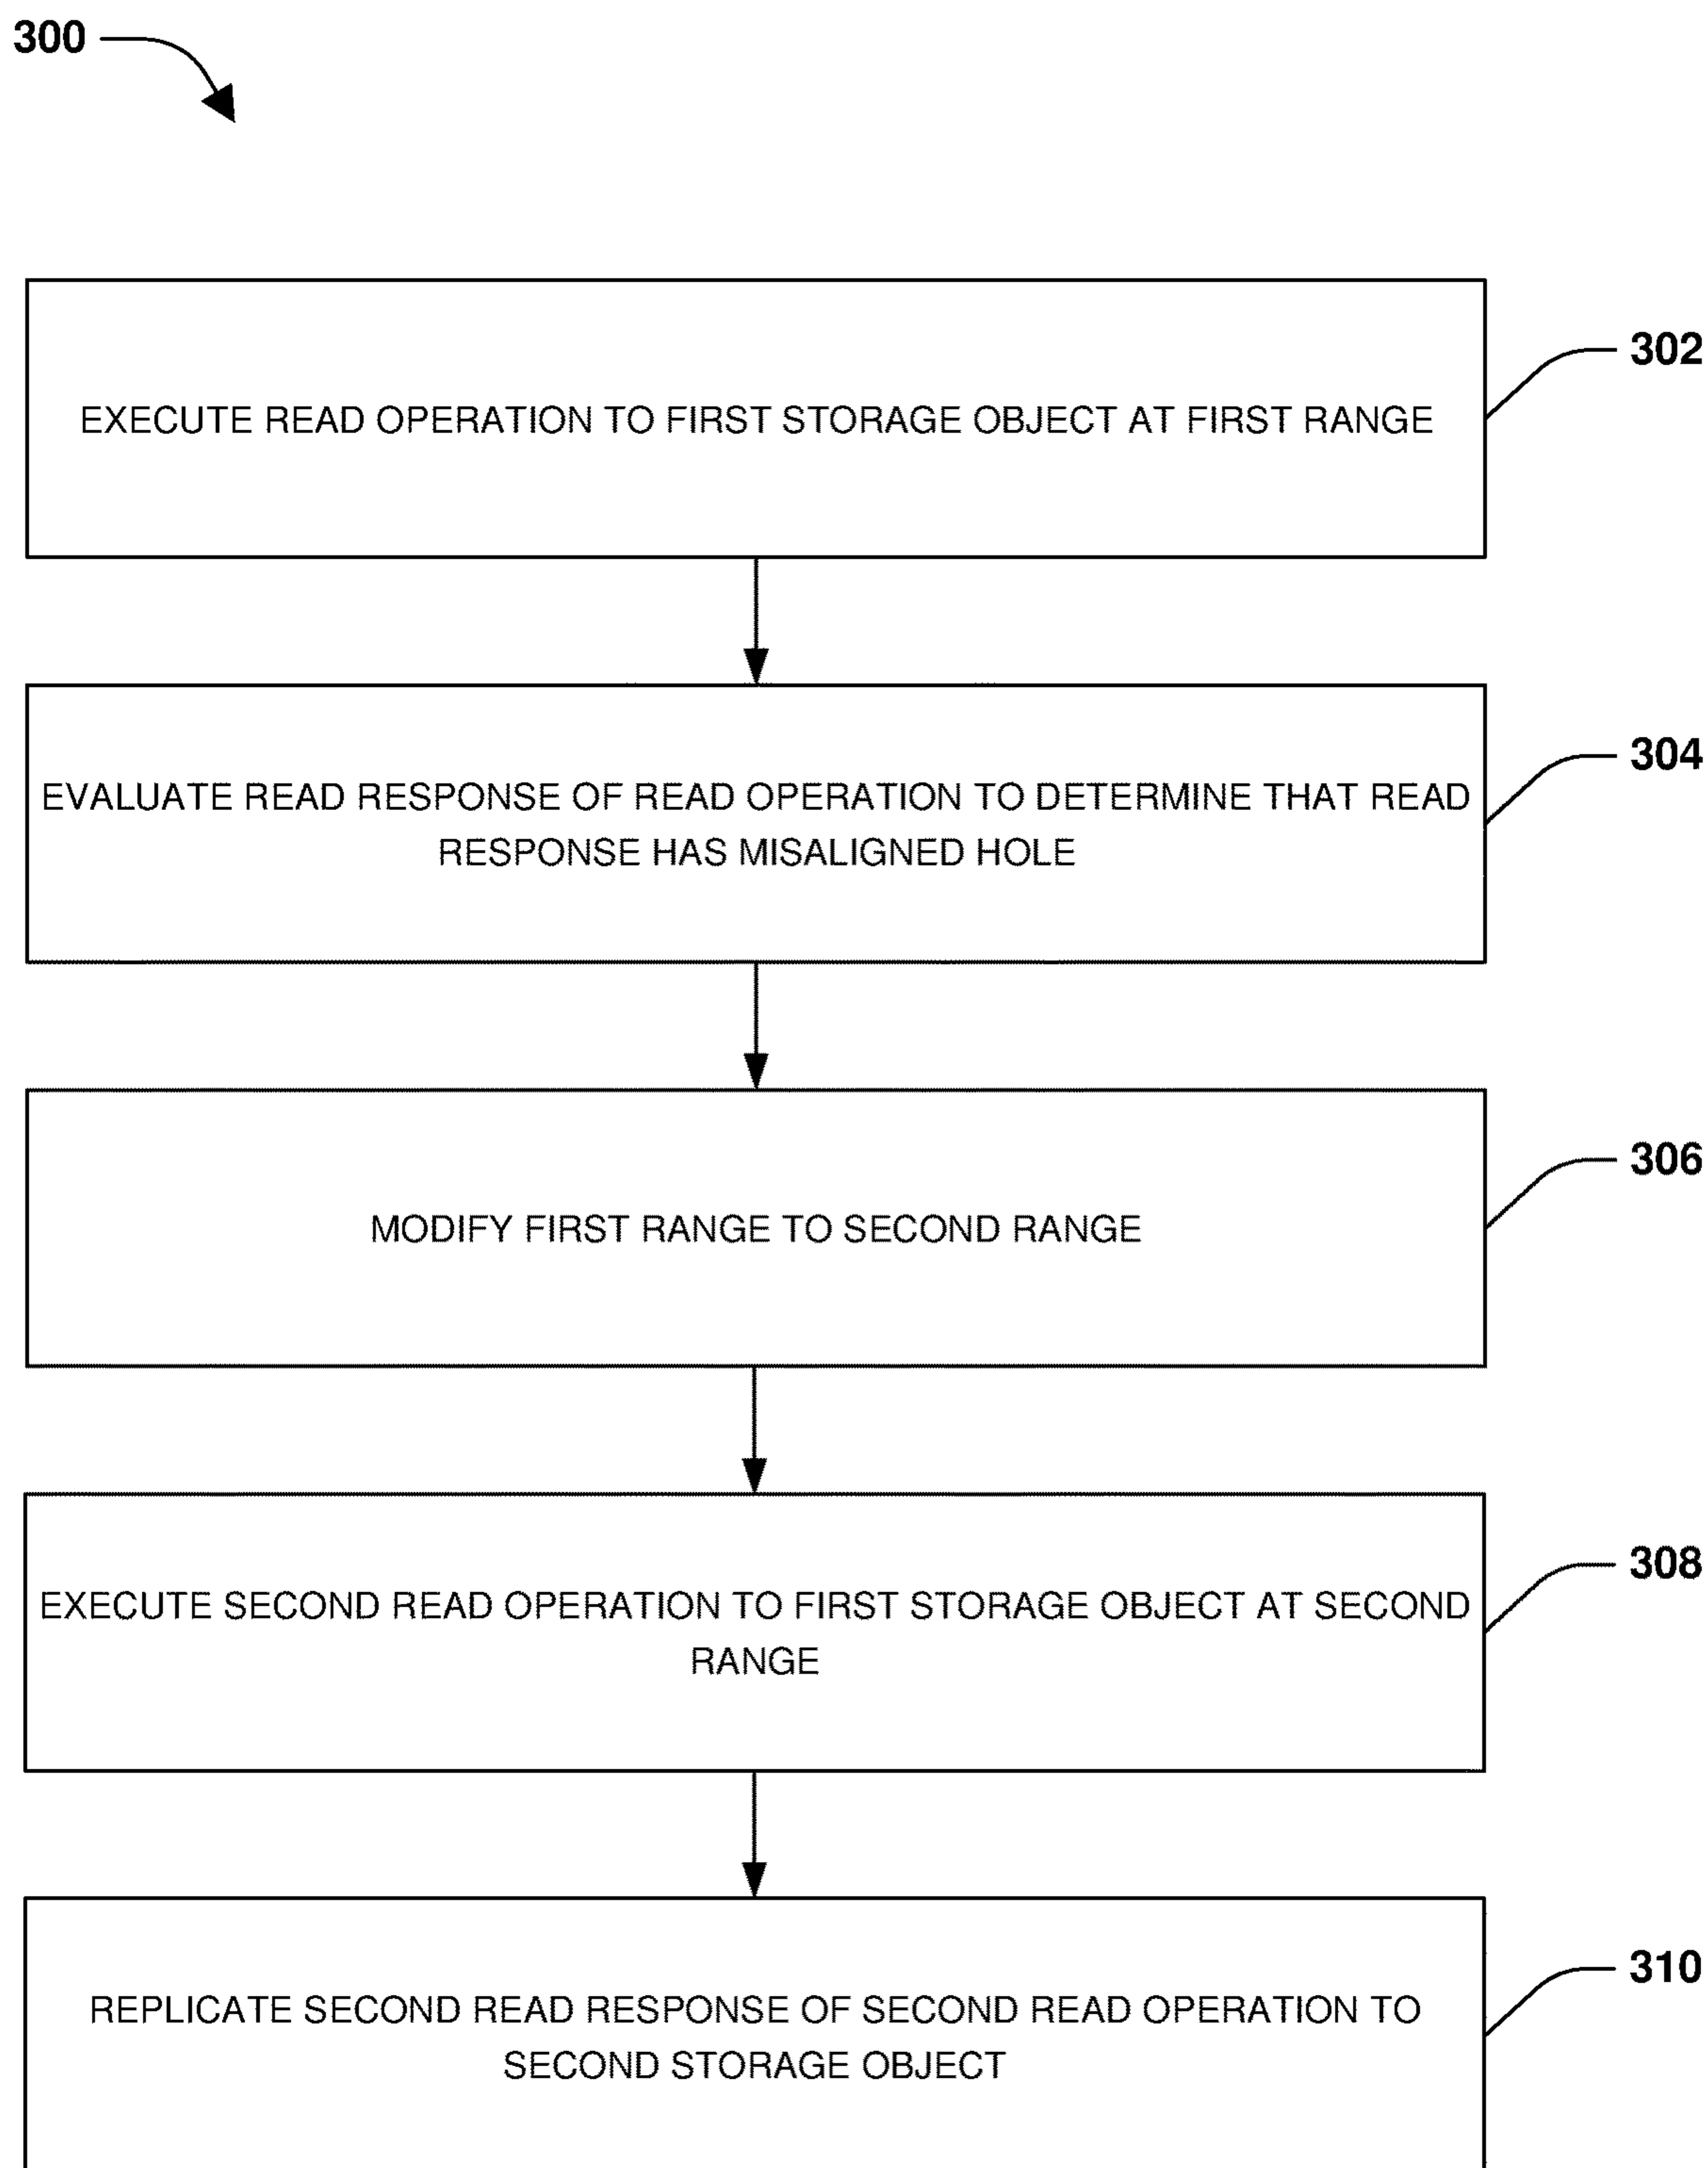 300
EXECUTE READ OPERATION TO FIRST STORAGE OBJECT AT FIRST RANGE
302
EVALUATE READ RESPONSE OF READ OPERATION TO DETERMINE THAT READ
RESPONSE HAS MISALIGNED HOLE
304
MODIFY FIRST RANGE TO SECOND RANGE
306
EXECUTE SECOND READ OPERATION TO FIRST STORAGE OBJECT AT SECOND
RANGE
308
REPLICATE SECOND READ RESPONSE OF SECOND READ OPERATION TO
SECOND STORAGE OBJECT
310